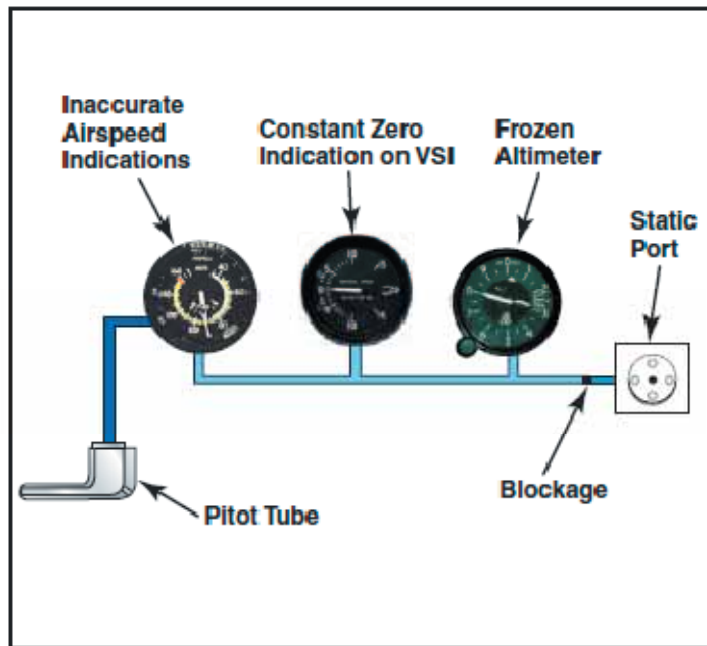 Inaccurate
Airspeed
Indications
Constant Zero
Indication on VSI
Frozen
Altimeter
Static
Port
Blockage
Pitot Tube